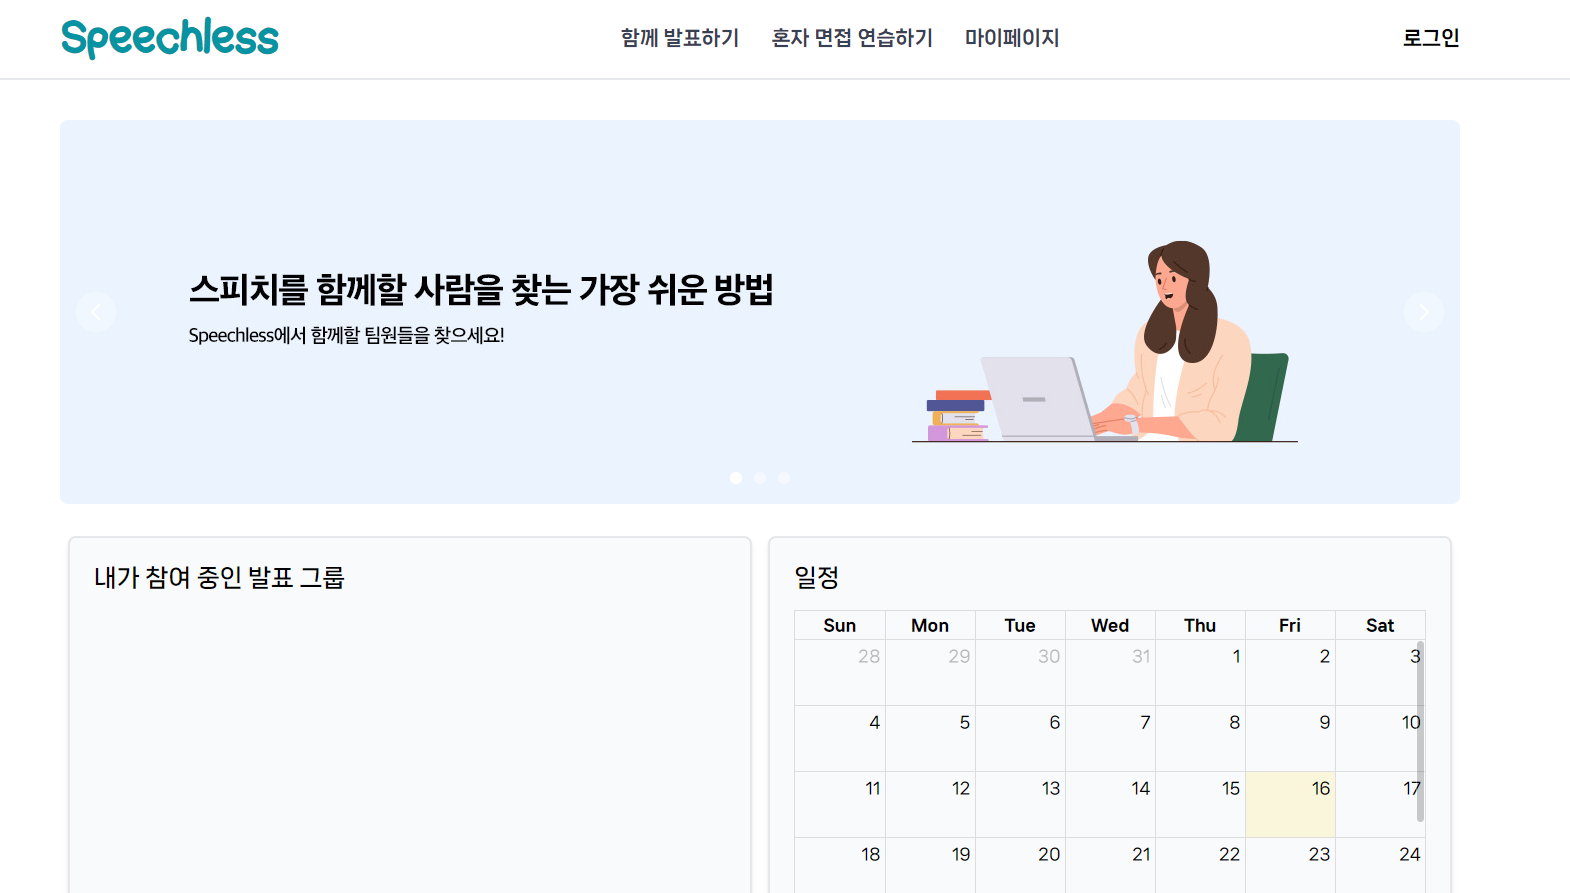 Speechless 함께 발표하기 혼자 면접 연습하기 마이페이지 로그인
스피치를 함께할 사람을 찾는 가장 쉬운 방법
Speechless에서 함께할 팀원들을 찾으세요!
내가 참여 중인 발표 그룹
일정
Sun Mon Tue Wed Thu Fri Sat
28 29 30 31 1 2 3
4 5 6 7 8 9 10
11 12 13 14 15 16 17
18 19 20 21 22 23 24